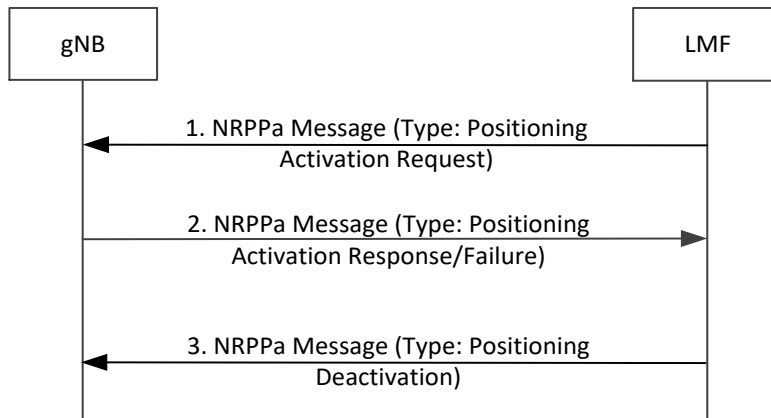 gNB
LMF
1. NRPPa Message (Type: Positioning
Activation Request)
2. NRPPa Message (Type: Positioning
Activation Response/Failure)
3. NRPPa Message (Type: Positioning
Deactivation)